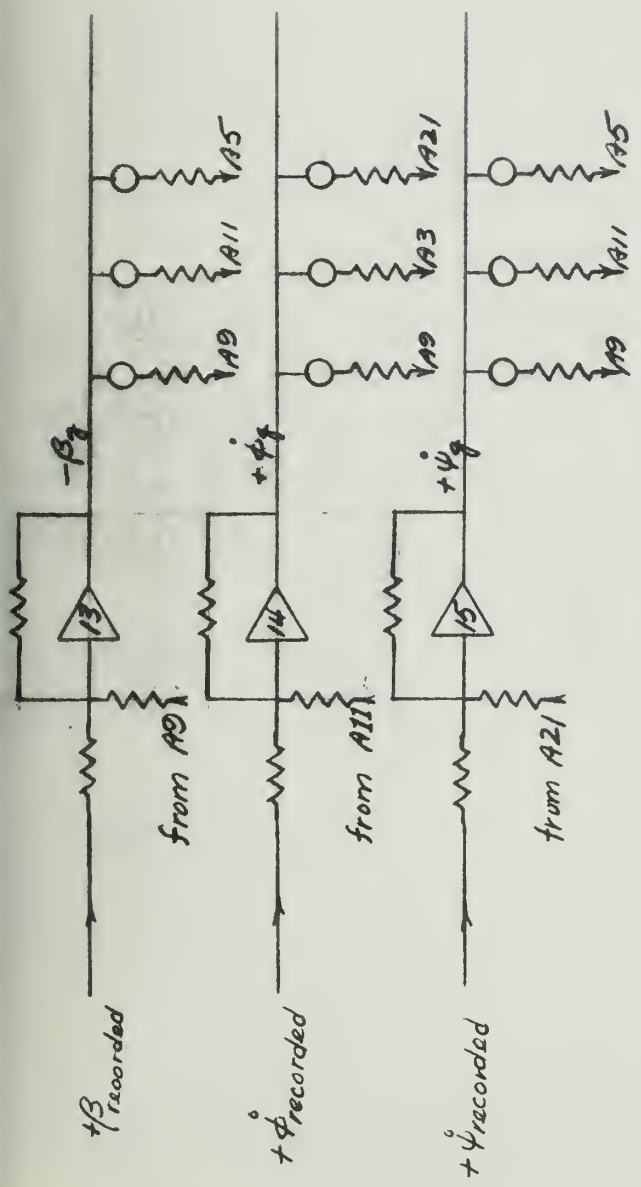 +β recorded
from A9
13
-βg
A9
A11
A5
+φ̇ recorded
from A11
14
+φ̇g
A9
A3
A21
+ψ̇ recorded
from A21
15
+ψ̇g
A9
A11
A5